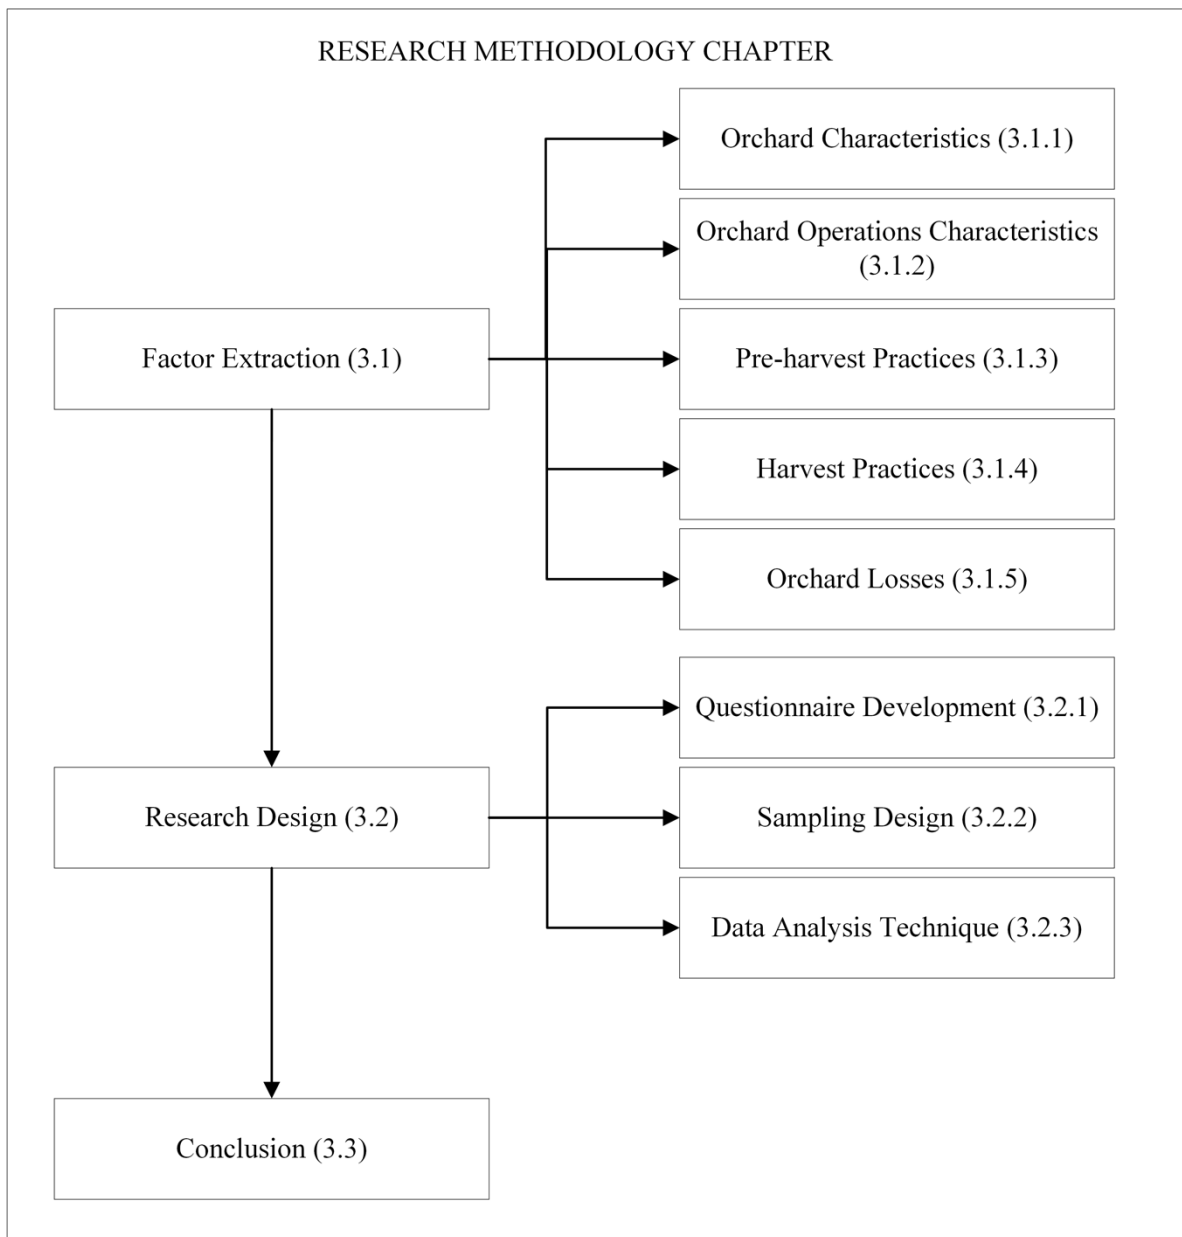 RESEARCH METHODOLOGY CHAPTER
Orchard Characteristics (3.1.1)
Orchard Operations Characteristics
(3.1.2)
Factor Extraction (3.1)
Pre-harvest Practices (3.1.3)
Harvest Practices (3.1.4)
Orchard Losses (3.1.5)
Questionnaire Development (3.2.1)
Research Design (3.2)
Sampling Design (3.2.2)
Data Analysis Technique (3.2.3)
Conclusion (3.3)